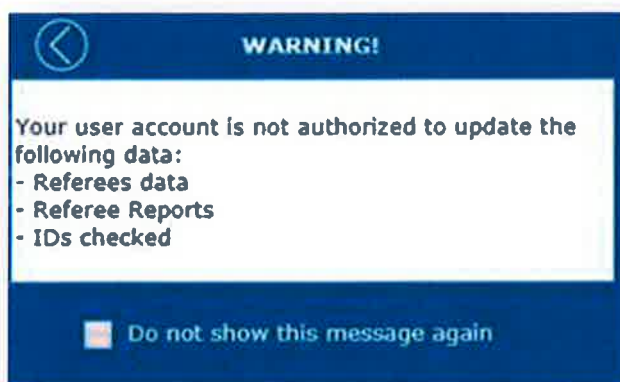 WARNING!
Your user account is not authorized to update the
following data:
- Referees data
- Referee Reports
- IDs checked
Do not show this message again